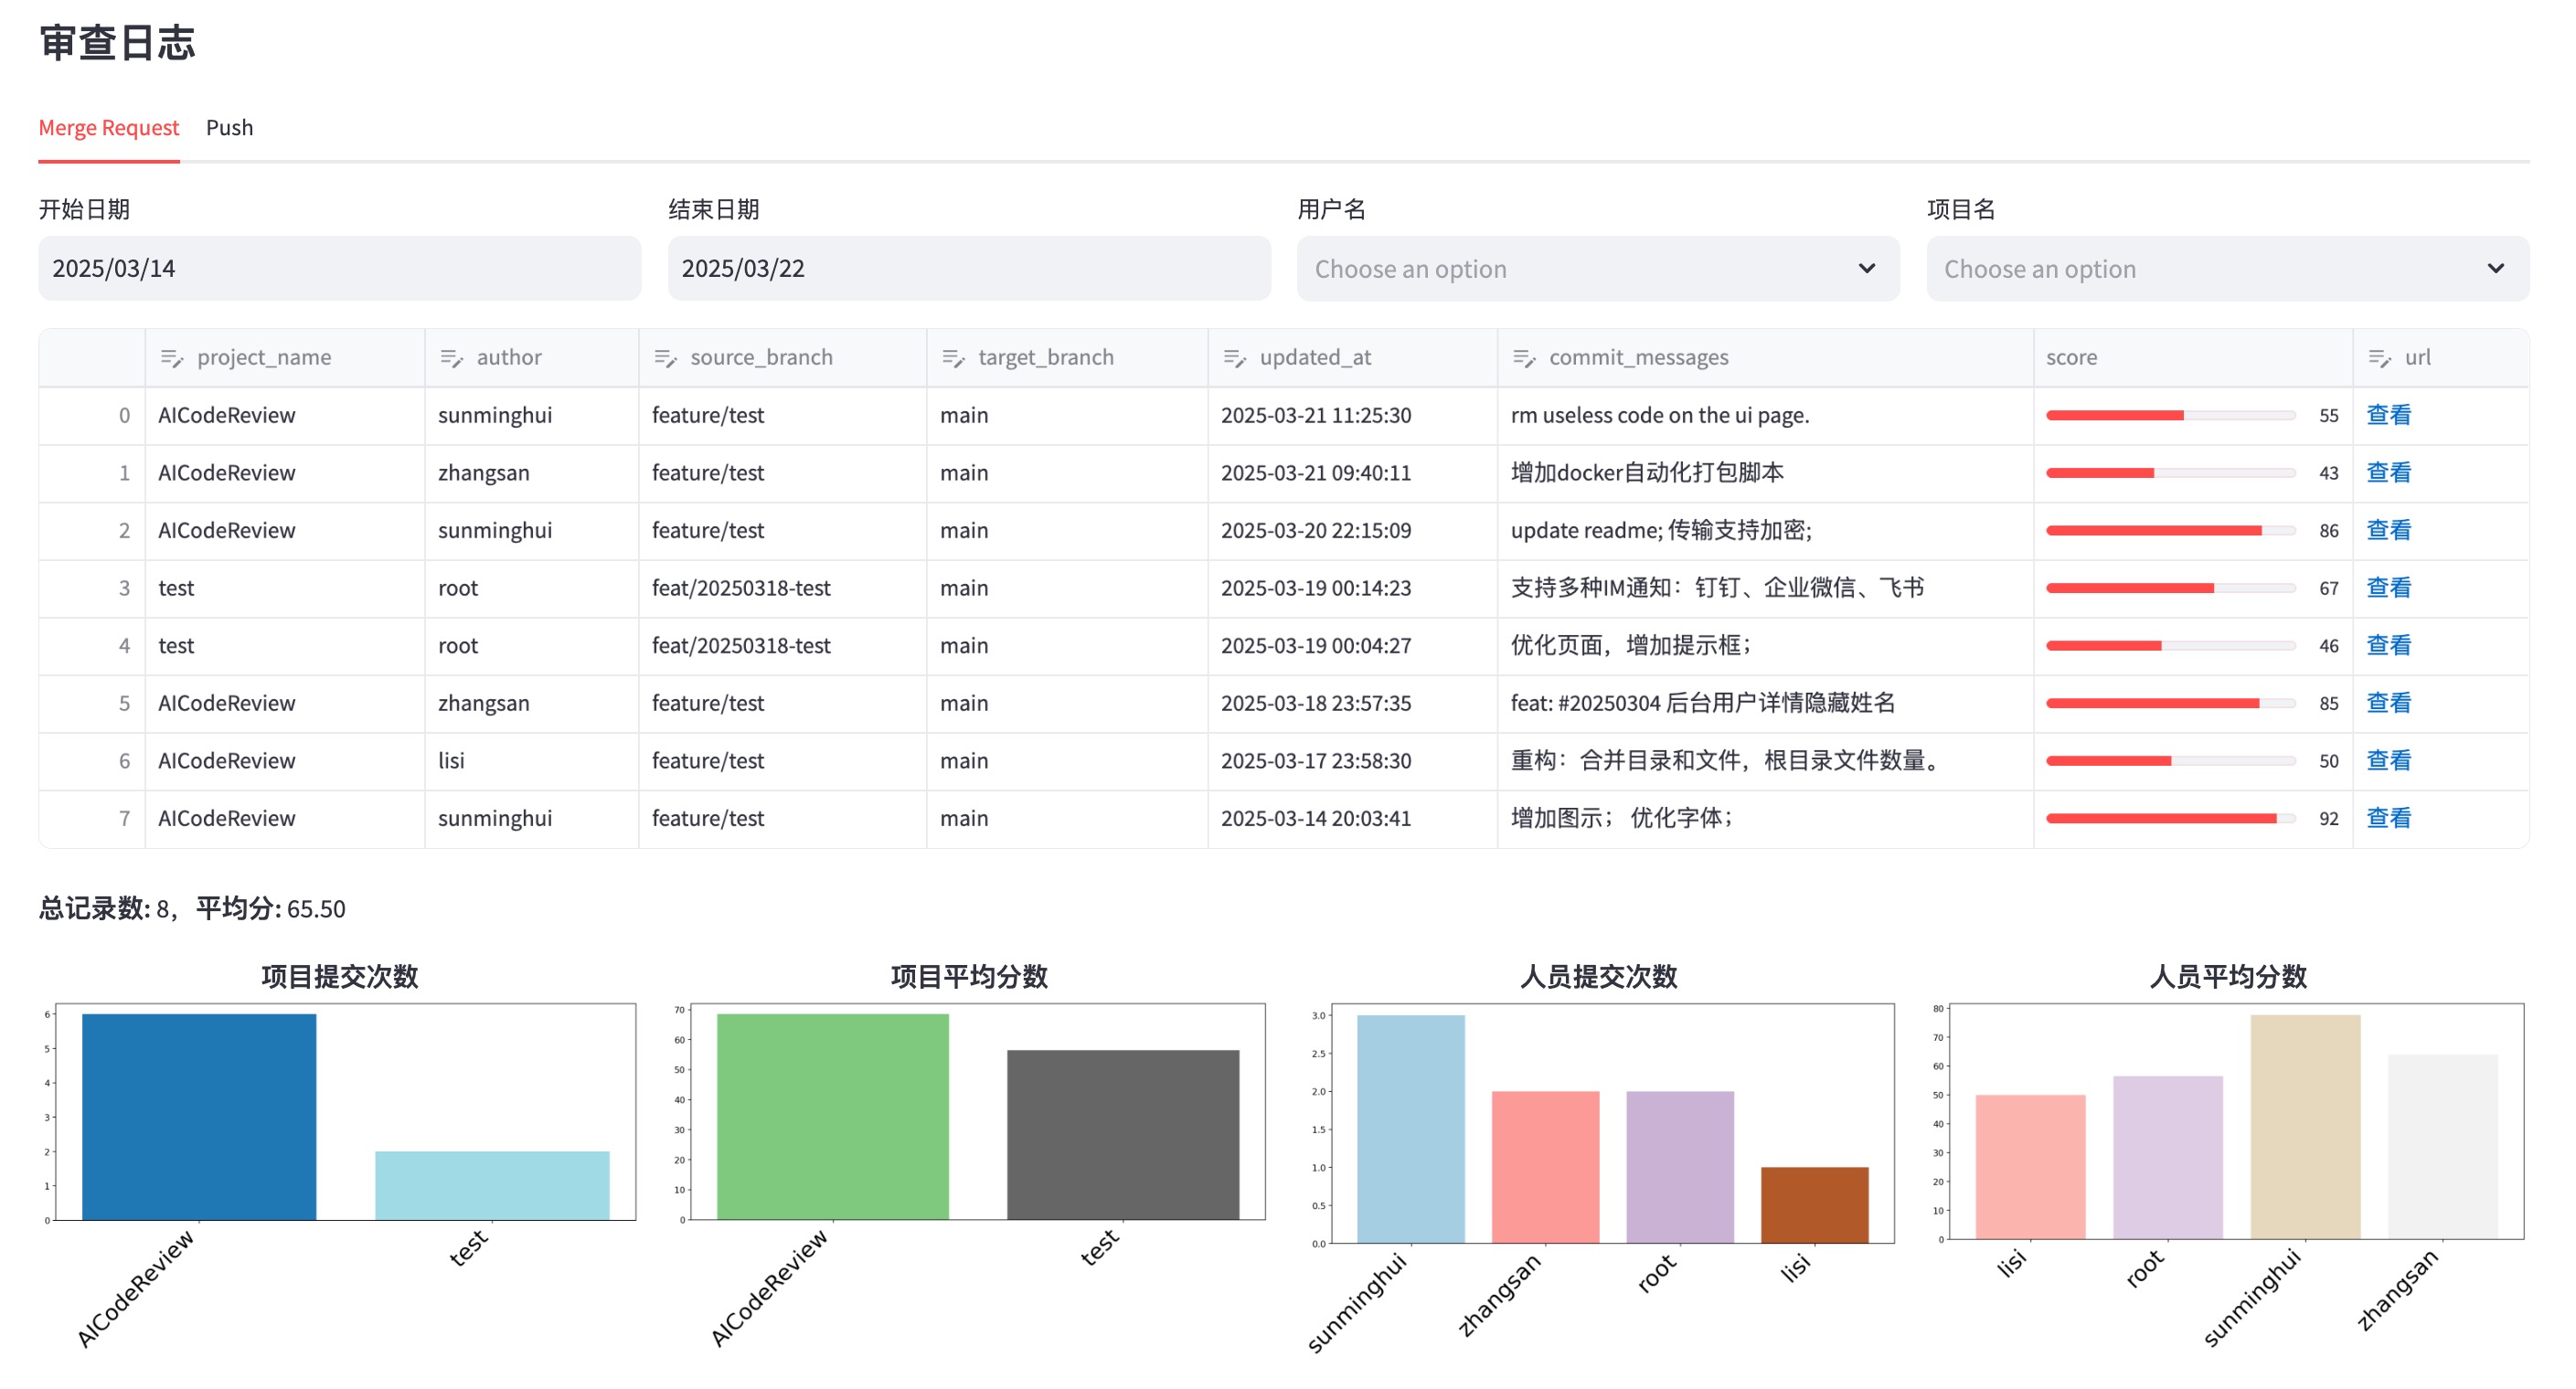 审查日志
Merge Request Push
开始日期 结束日期 用户名 项目名
2025/03/14 2025/03/22 Choose an option Choose an option
project_name author source_branch target_branch updated_at commit_messages score url
0 AICodeReview sunminghui feature/test main 2025-03-21 11:25:30 rm useless code on the ui page. 55 查看
1 AICodeReview zhangsan feature/test main 2025-03-21 09:40:11 增加docker自动化打包脚本 43 查看
2 AICodeReview sunminghui feature/test main 2025-03-20 22:15:09 update readme; 传输支持加密; 86 查看
3 test root feat/20250318-test main 2025-03-19 00:14:23 支持多种IM通知：钉钉、企业微信、飞书 67 查看
4 test root feat/20250318-test main 2025-03-19 00:04:27 优化页面，增加提示框； 46 查看
5 AICodeReview zhangsan feature/test main 2025-03-18 23:57:35 feat: #20250304 后台用户详情隐藏姓名 85 查看
6 AICodeReview lisi feature/test main 2025-03-17 23:58:30 重构：合并目录和文件，根目录文件数量。 50 查看
7 AICodeReview sunminghui feature/test main 2025-03-14 20:03:41 增加图示； 优化字体； 92 查看
总记录数: 8，平均分: 65.50
项目提交次数
6
5
4
3
2
1
0
AICodeReview test
项目平均分数
70
60
50
40
30
20
10
0
AICodeReview test
人员提交次数
3.0
2.5
2.0
1.5
1.0
0.5
0.0
sunminghui zhangsan root lisi
人员平均分数
80
70
60
50
40
30
20
10
0
lisi root sunminghui zhangsan